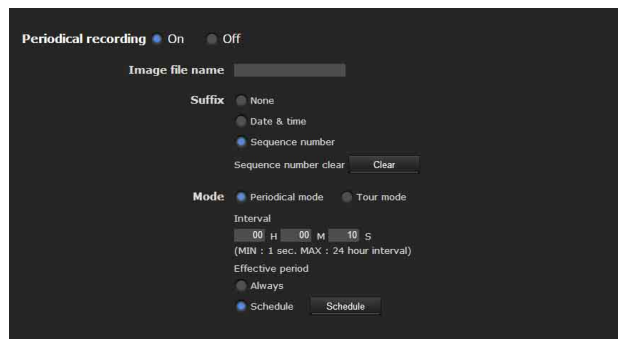 Periodical recording On Off
Image file name
Suffix None
Date & time
Sequence number
Sequence number clear Clear
Mode Periodical mode Tour mode
Interval
00 H 00 M 10 S
(MIN : 1 sec. MAX : 24 hour interval)
Effective period
Always
Schedule Schedule